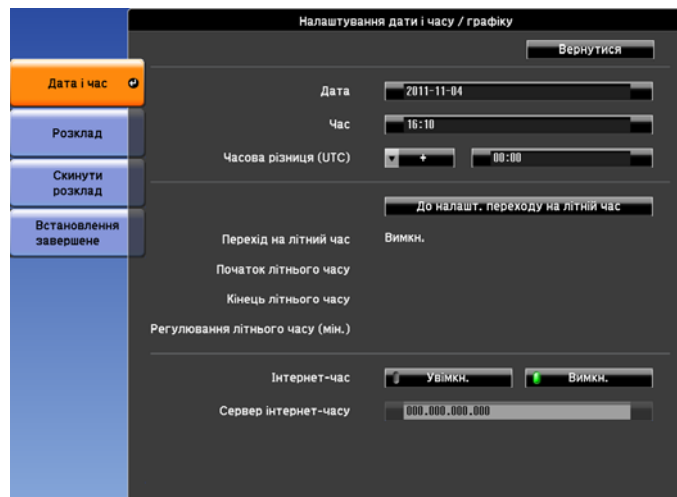 Налаштування дати і часу / графіку
Вернутися
Дата і час
Розклад
Скинути
розклад
Встановлення
завершене
Дата 2011-11-04
Час 16:10
Часова різниця (UTC) + 00:00
До налашт. переходу на літній час
Перехід на літний час Вимкн.
Початок літнього часу
Кінець літнього часу
Регулювання літнього часу (мін.)
Інтернет-час Увімкн. Вимкн.
Сервер інтернет-часу 000.000.000.000